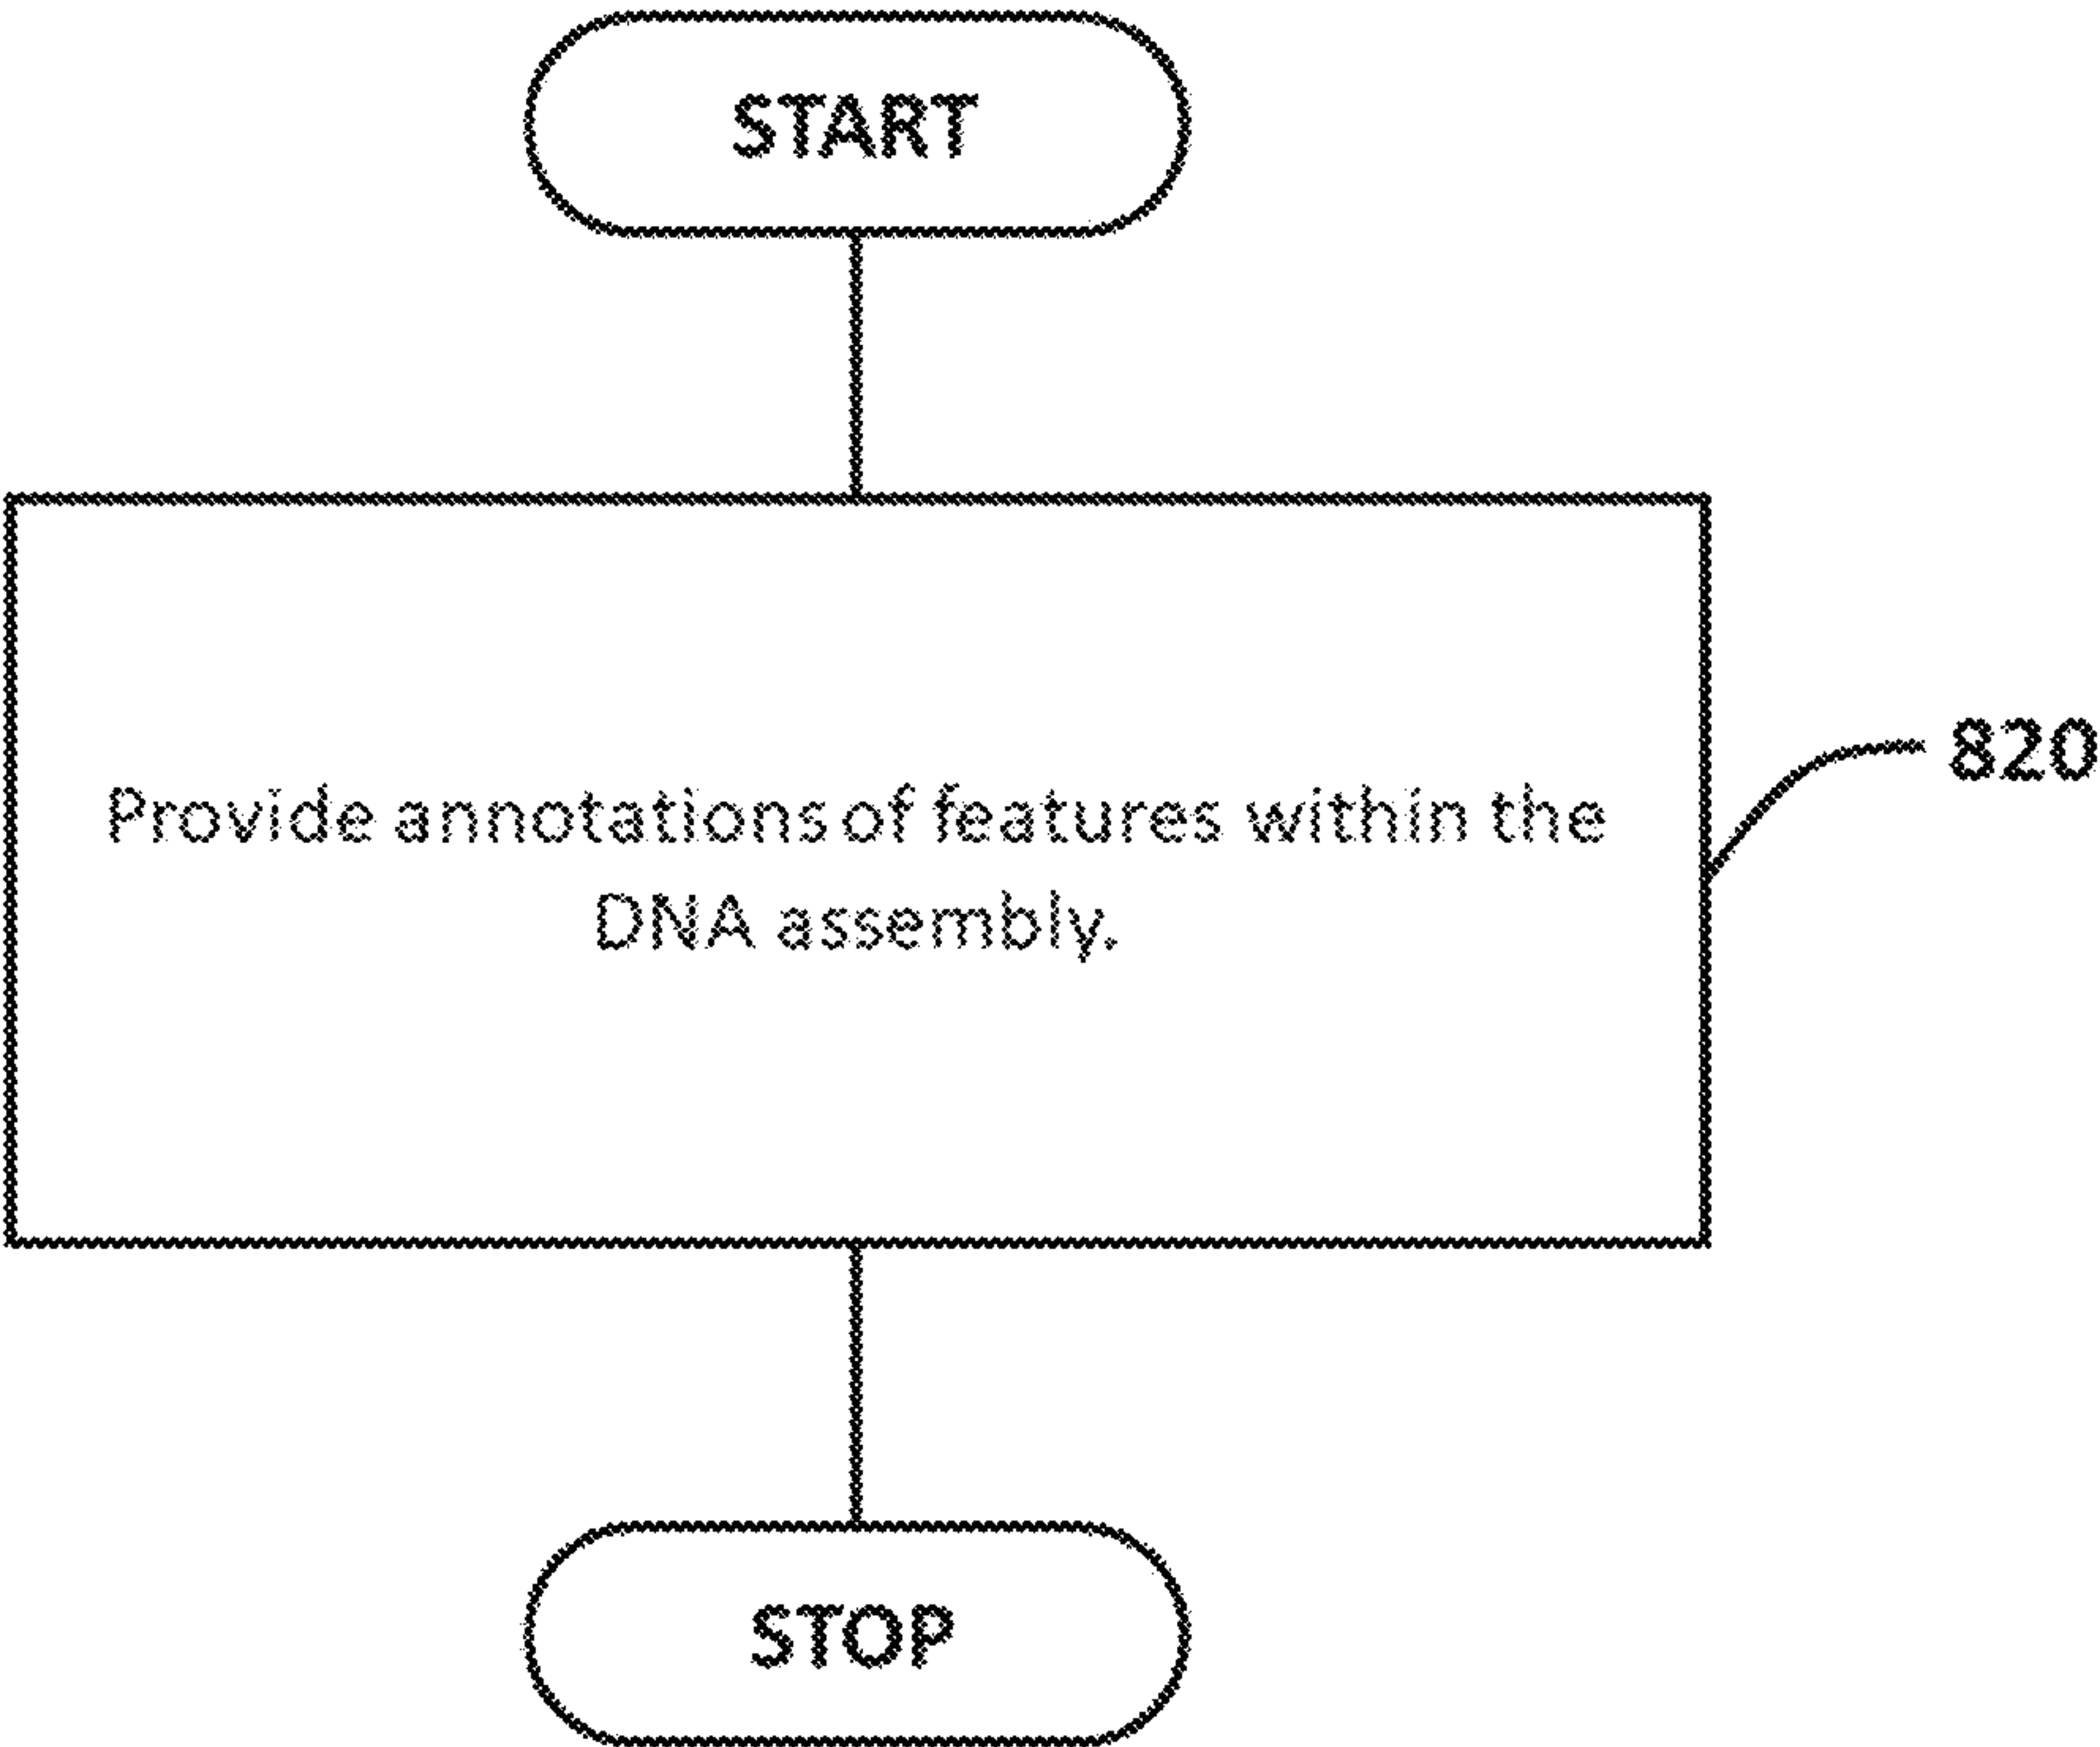 START
820
Provide annotations of features within the
DNA assembly.
STOP